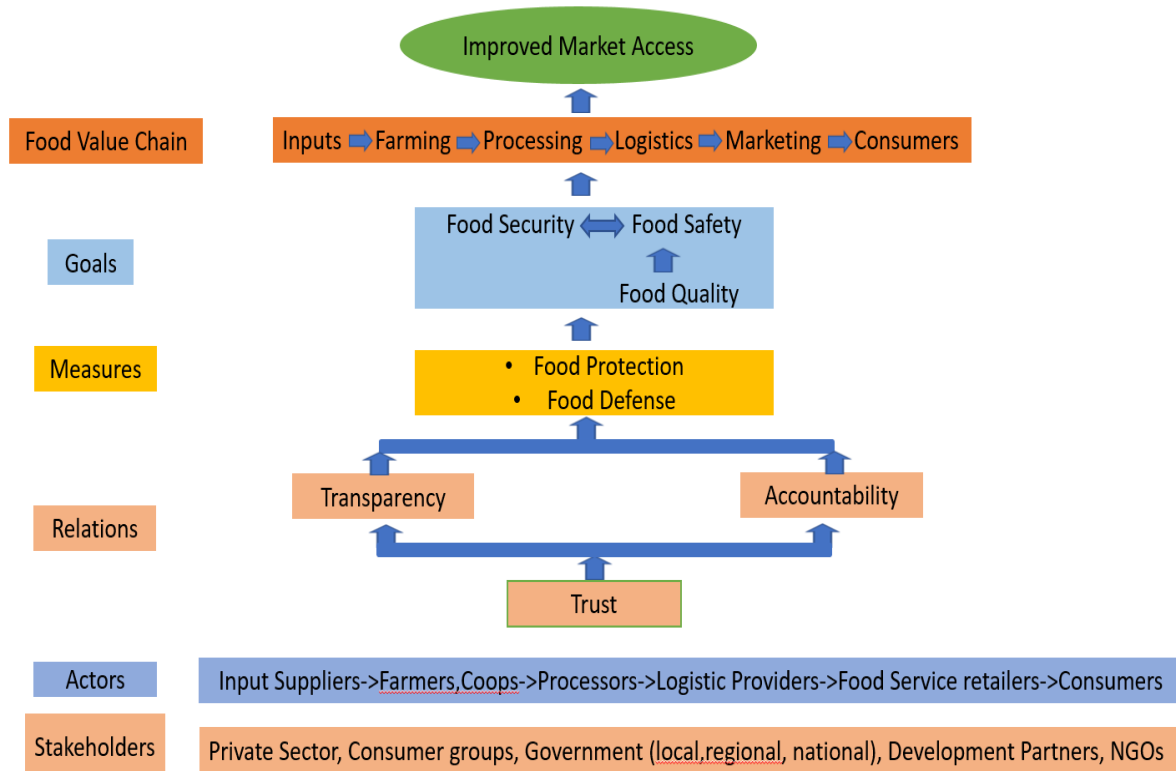 Improved Market Access
Food Value Chain
Inputs Farming Processing Logistics Marketing Consumers
Goals
Food Security Food Safety
Food Quality
Measures
• Food Protection
• Food Defense
Relations
Transparency
Accountability
Trust
Actors
Input Suppliers->Farmers,Coops->Processors->Logistic Providers->Food Service retailers->Consumers
Stakeholders
Private Sector, Consumer groups, Government (local,regional, national), Development Partners, NGOs